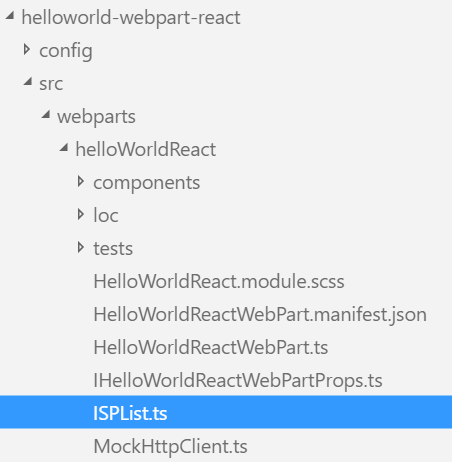 helloworld-webpart-react
config
src
webparts
helloWorldReact
components
loc
tests
HelloWorldReact.module.scss
HelloWorldReactWebPart.manifest.json
HelloWorldReactWebPart.ts
IHelloWorldReactWebPartProps.ts
ISPList.ts
MockHttpClient.ts